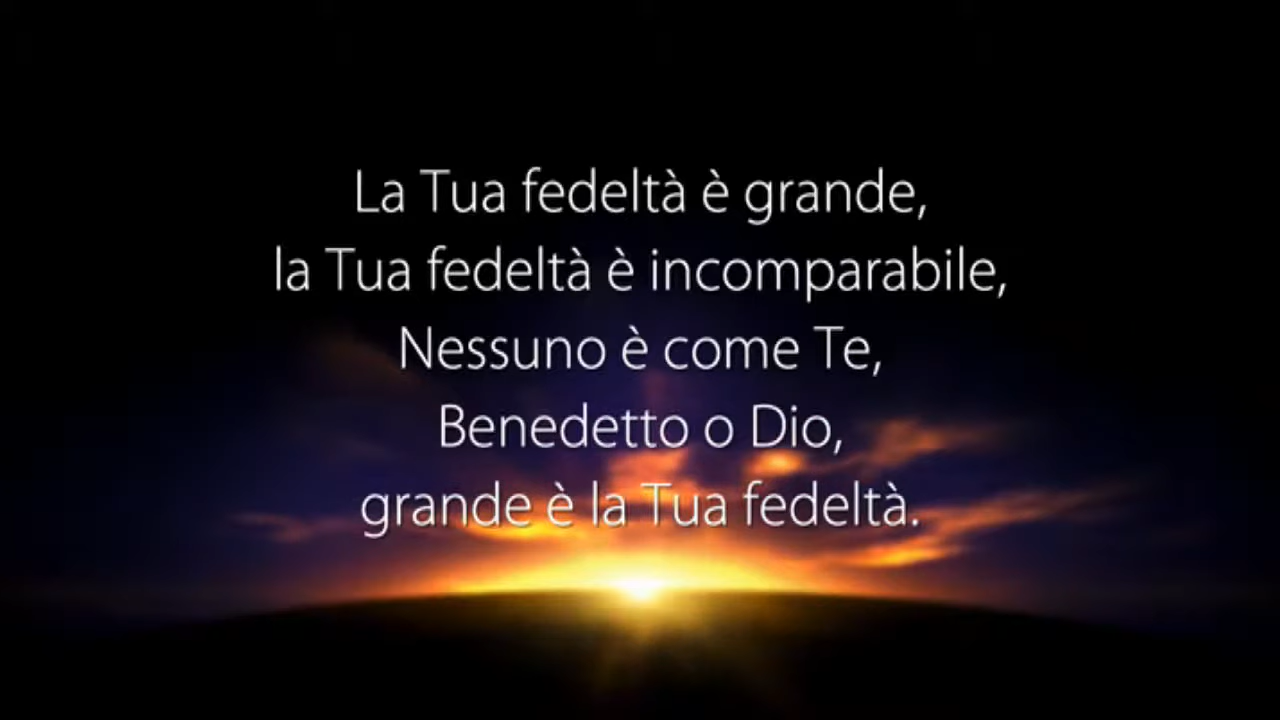 La Tua fedeltà è grande,
la Tua fedeltà è incomparabile,
Nessuno è come Te,
Benedetto o Dio,
grande è la Tua fedeltà.